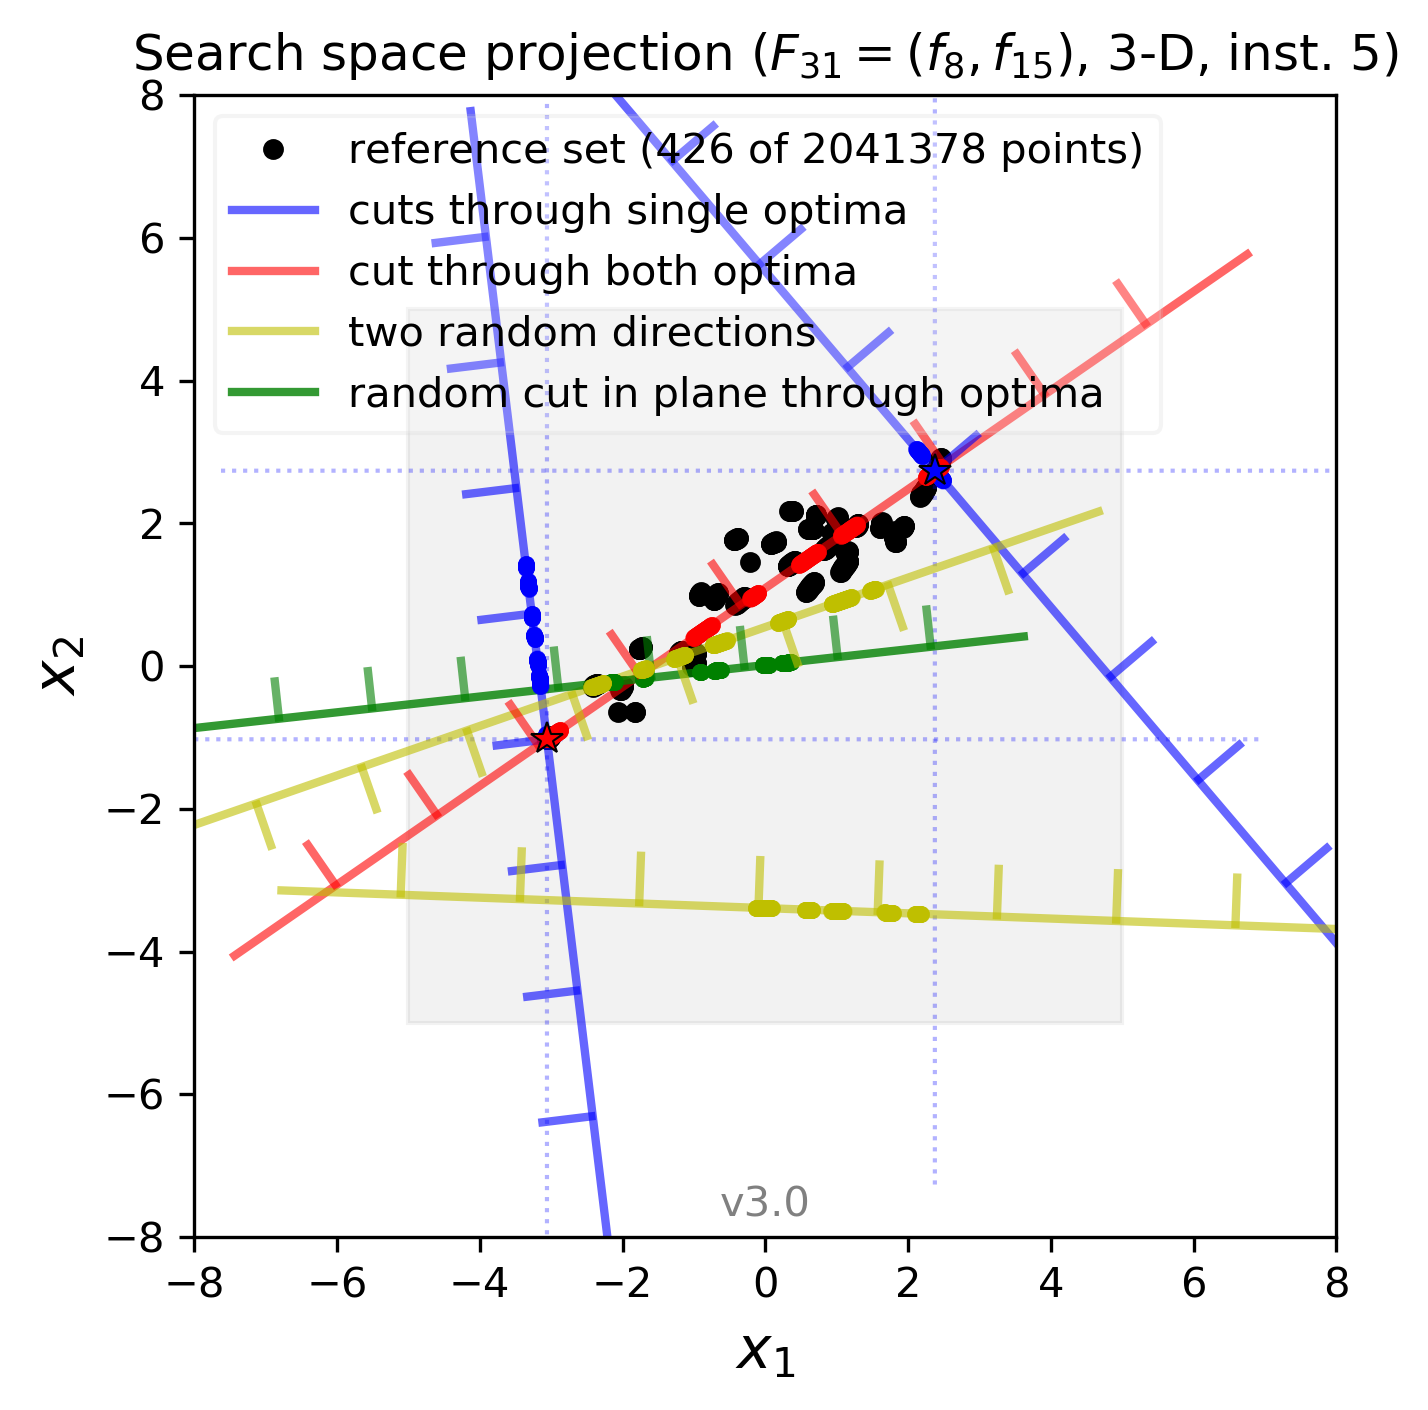 Search space projection (F₃₁ = (f₈, f₁₅), 3-D, inst. 5)
8
6
4
2
0
−2
−4
−6
−8
x₂
reference set (426 of 2041378 points)
cuts through single optima
cut through both optima
two random directions
random cut in plane through optima
v3.0
−8 −6 −4 −2 0 2 4 6 8
x₁